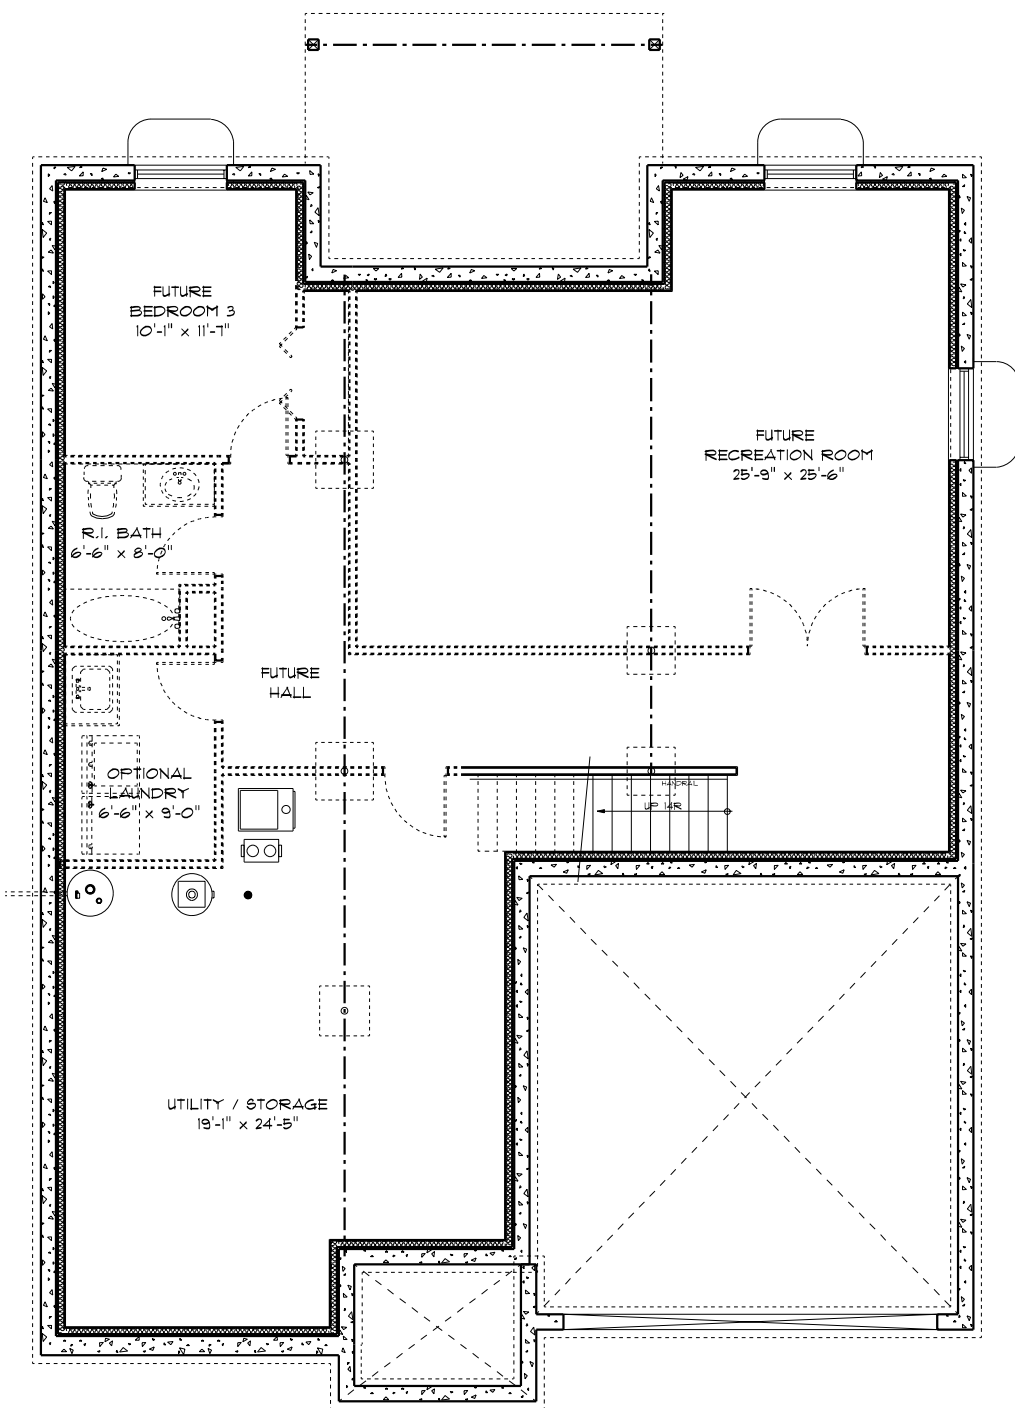 FUTURE
BEDROOM 3
10'-1" x 11'-7"
FUTURE
RECREATION ROOM
25'-9" x 25'-6"
R.I. BATH
6'-6" x 8'-0"
FUTURE
HALL
OPTIONAL
LAUNDRY
6'-6" x 9'-0"
HANDRAIL
UP 14R
UTILITY / STORAGE
19'-1" x 24'-5"